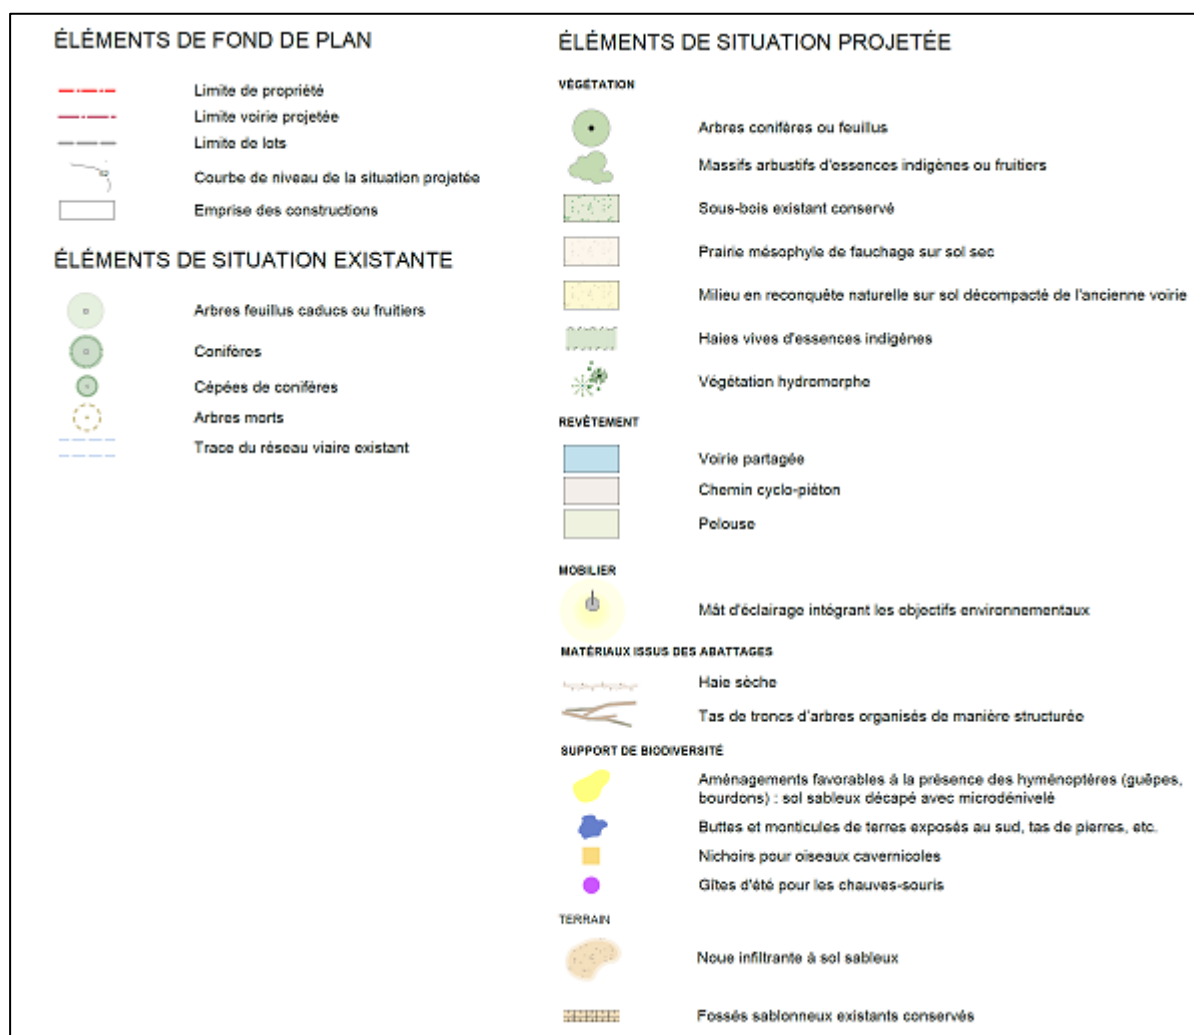 ÉLÉMENTS DE FOND DE PLAN
Limite de propriété
Limite voirie projetée
Limite de lots
Courbe de niveau de la situation projetée
Emprise des constructions
ÉLÉMENTS DE SITUATION EXISTANTE
Arbres feuillus caducs ou fruitiers
Conifères
Cépées de conifères
Arbres morts
Trace du réseau viaire existant
ÉLÉMENTS DE SITUATION PROJETÉE
VÉGÉTATION
Arbres conifères ou feuillus
Massifs arbustifs d'essences indigènes ou fruitiers
Sous-bois existant conservé
Prairie mésophyle de fauchage sur sol sec
Milieu en reconquête naturelle sur sol décompacté de l'ancienne voirie
Haies vives d'essences indigènes
Végétation hydromorphe
REVÊTEMENT
Voirie partagée
Chemin cyclo-piéton
Pelouse
MOBILIER
Mât d'éclairage intégrant les objectifs environnementaux
MATÉRIAUX ISSUS DES ABATTAGES
Haie sèche
Tas de troncs d'arbres organisés de manière structurée
SUPPORT DE BIODIVERSITÉ
Aménagements favorables à la présence des hyménoptères (guêpes,
bourdons) : sol sableux décapé avec microdénivelé
Buttes et monticules de terres exposés au sud, tas de pierres, etc.
Nichoirs pour oiseaux cavernicoles
Gîtes d'été pour les chauves-souris
TERRAIN
Noue infiltrante à sol sableux
Fossés sablonneux existants conservés